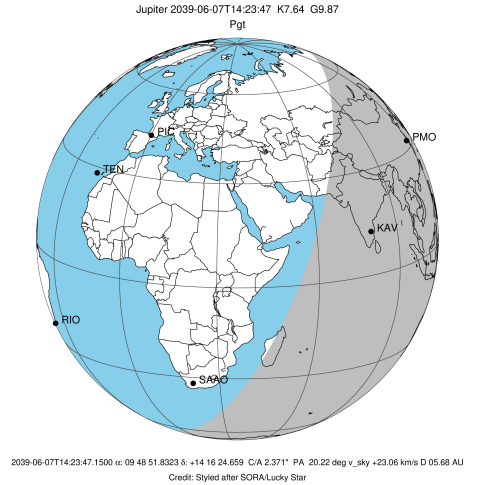 Jupiter 2039-06-07T14:23:47 K7.64 G9.87
Pgt
PIC
PMO
TEN
KAV
RIO
SAAO
2039-06-07T14:23:47.1500 α: 09 48 51.8323 δ: +14 16 24.659 C/A 2.371" PA 20.22 deg v_sky +23.06 km/s D 05.68 AU
Credit: Styled after SORA/Lucky Star